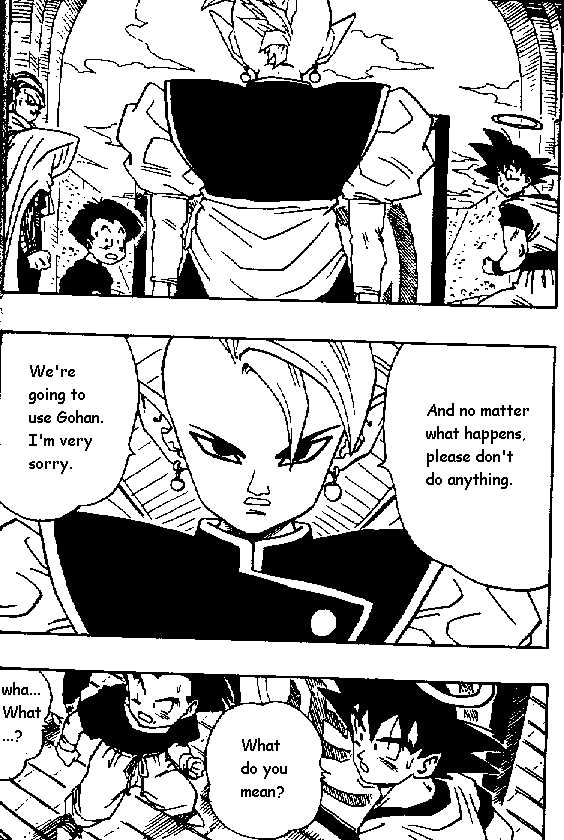 And no matter
what happens,
please don't
do anything.
We're
going to
use Gohan.
I'm very
sorry.
What
do you
mean?
wha...
What
...?